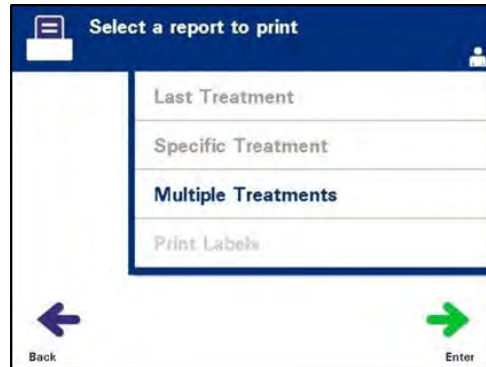 Select a report to print
Last Treatment
Specific Treatment
Multiple Treatments
Print Labels
Back
Enter